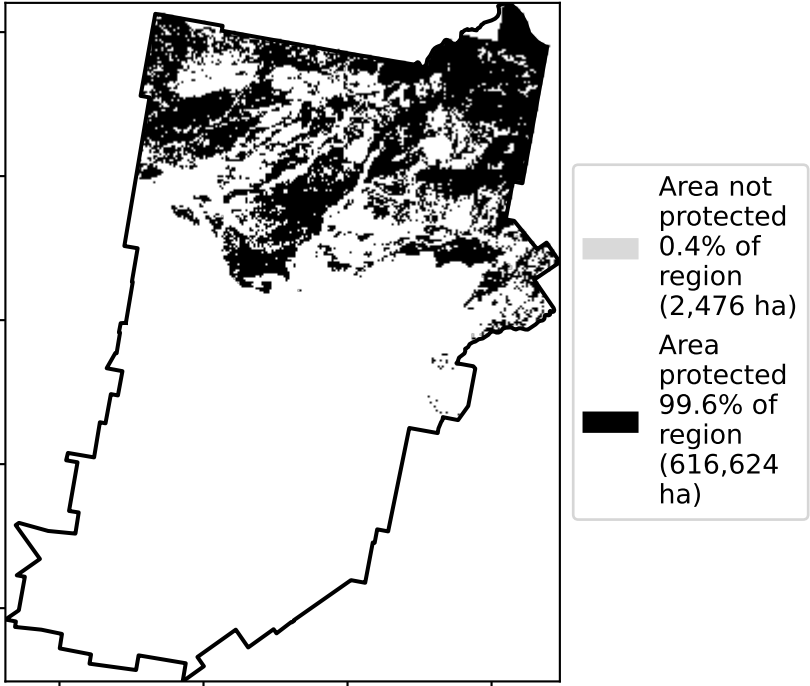 Area not
protected
0.4% of
region
(2,476 ha)
Area
protected
99.6% of
region
(616,624
ha)